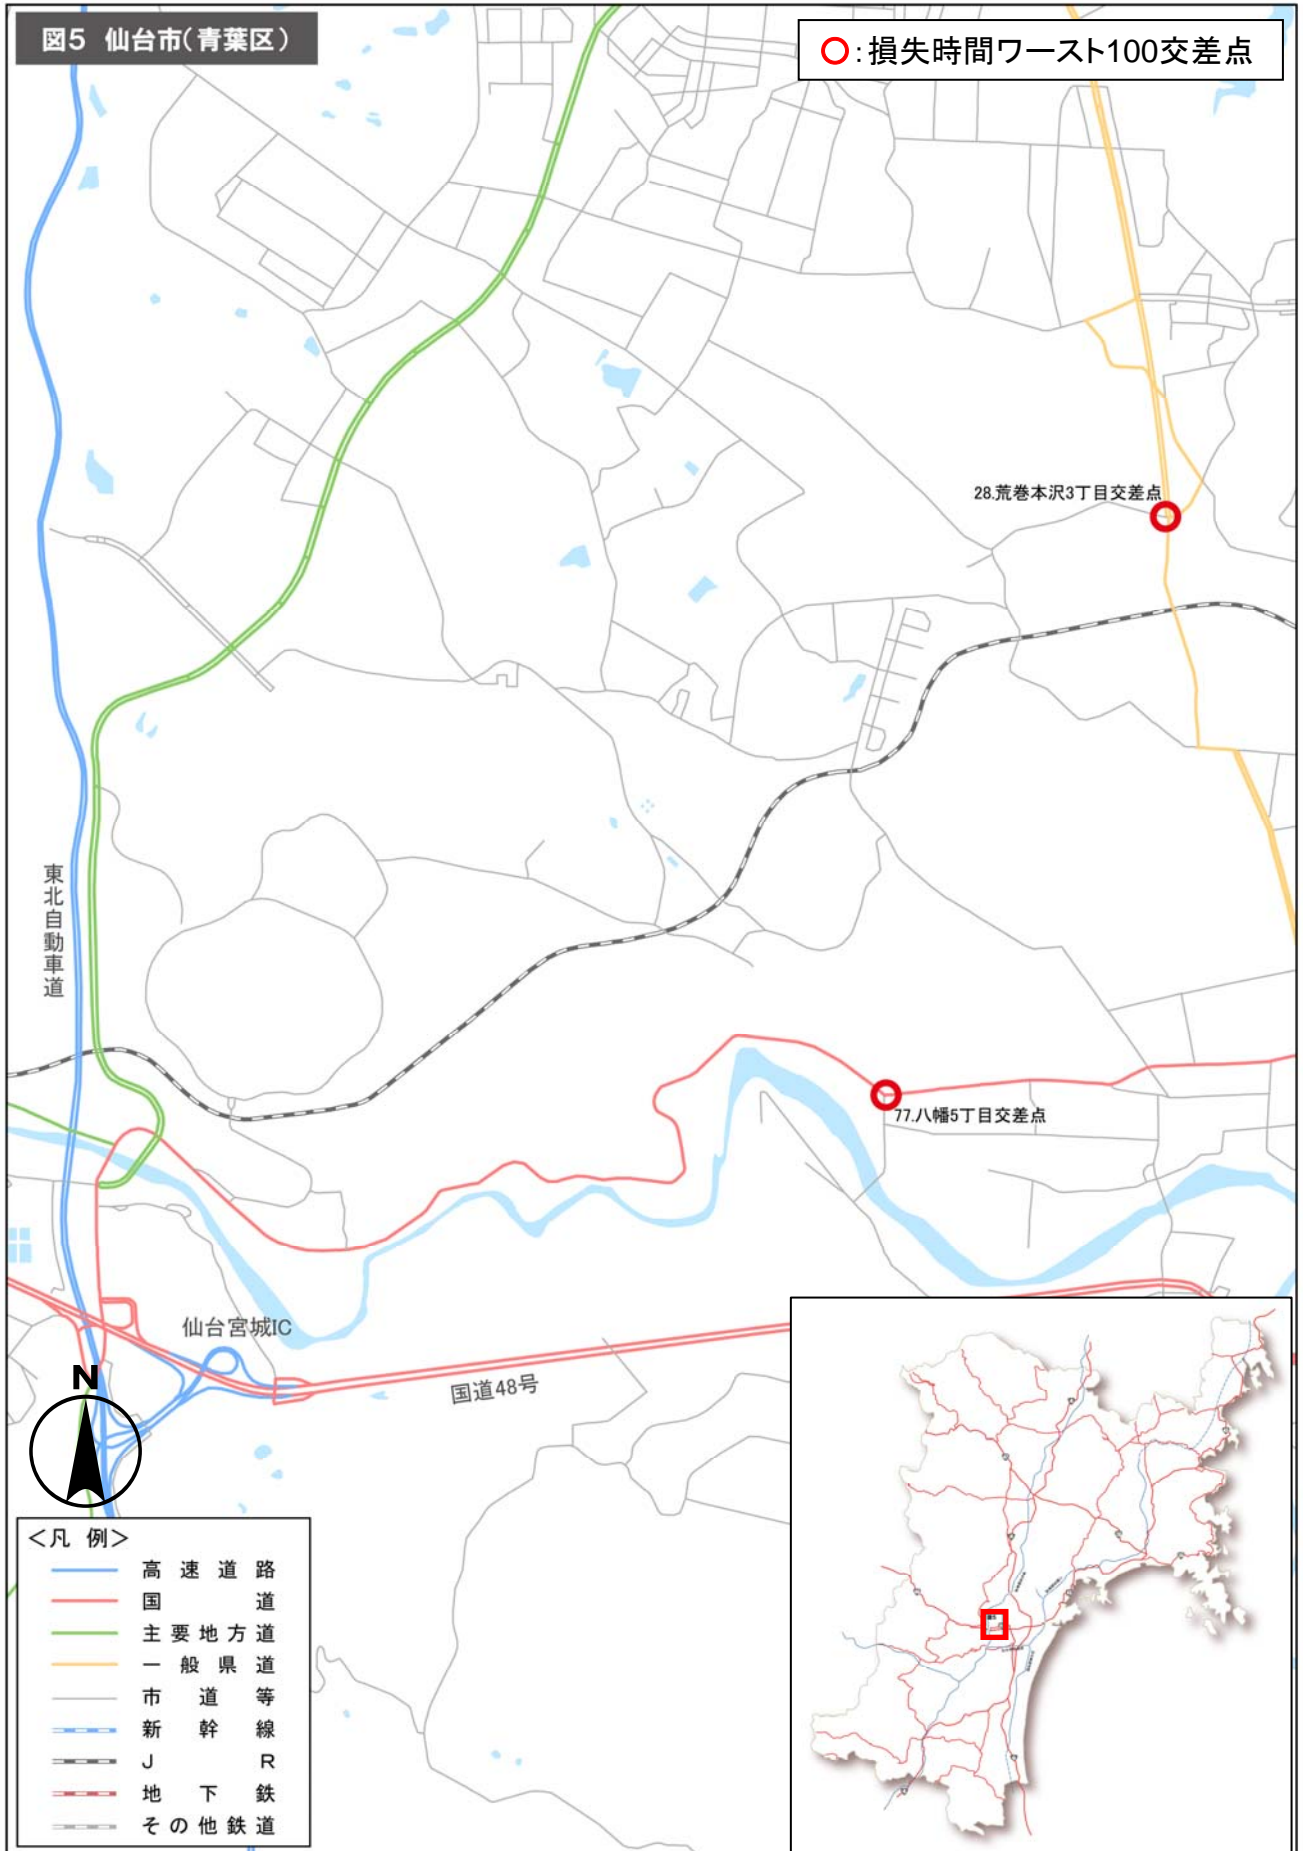 図5 仙台市(青葉区)
○:損失時間ワースト100交差点
28.荒巻本沢3丁目交差点
東北自動車道
77.八幡5丁目交差点
仙台宮城IC
国道48号
N
<凡 例>
高速道路
国道
主要地方道
一般県道
市道等
新幹線
JR
地下鉄
その他鉄道